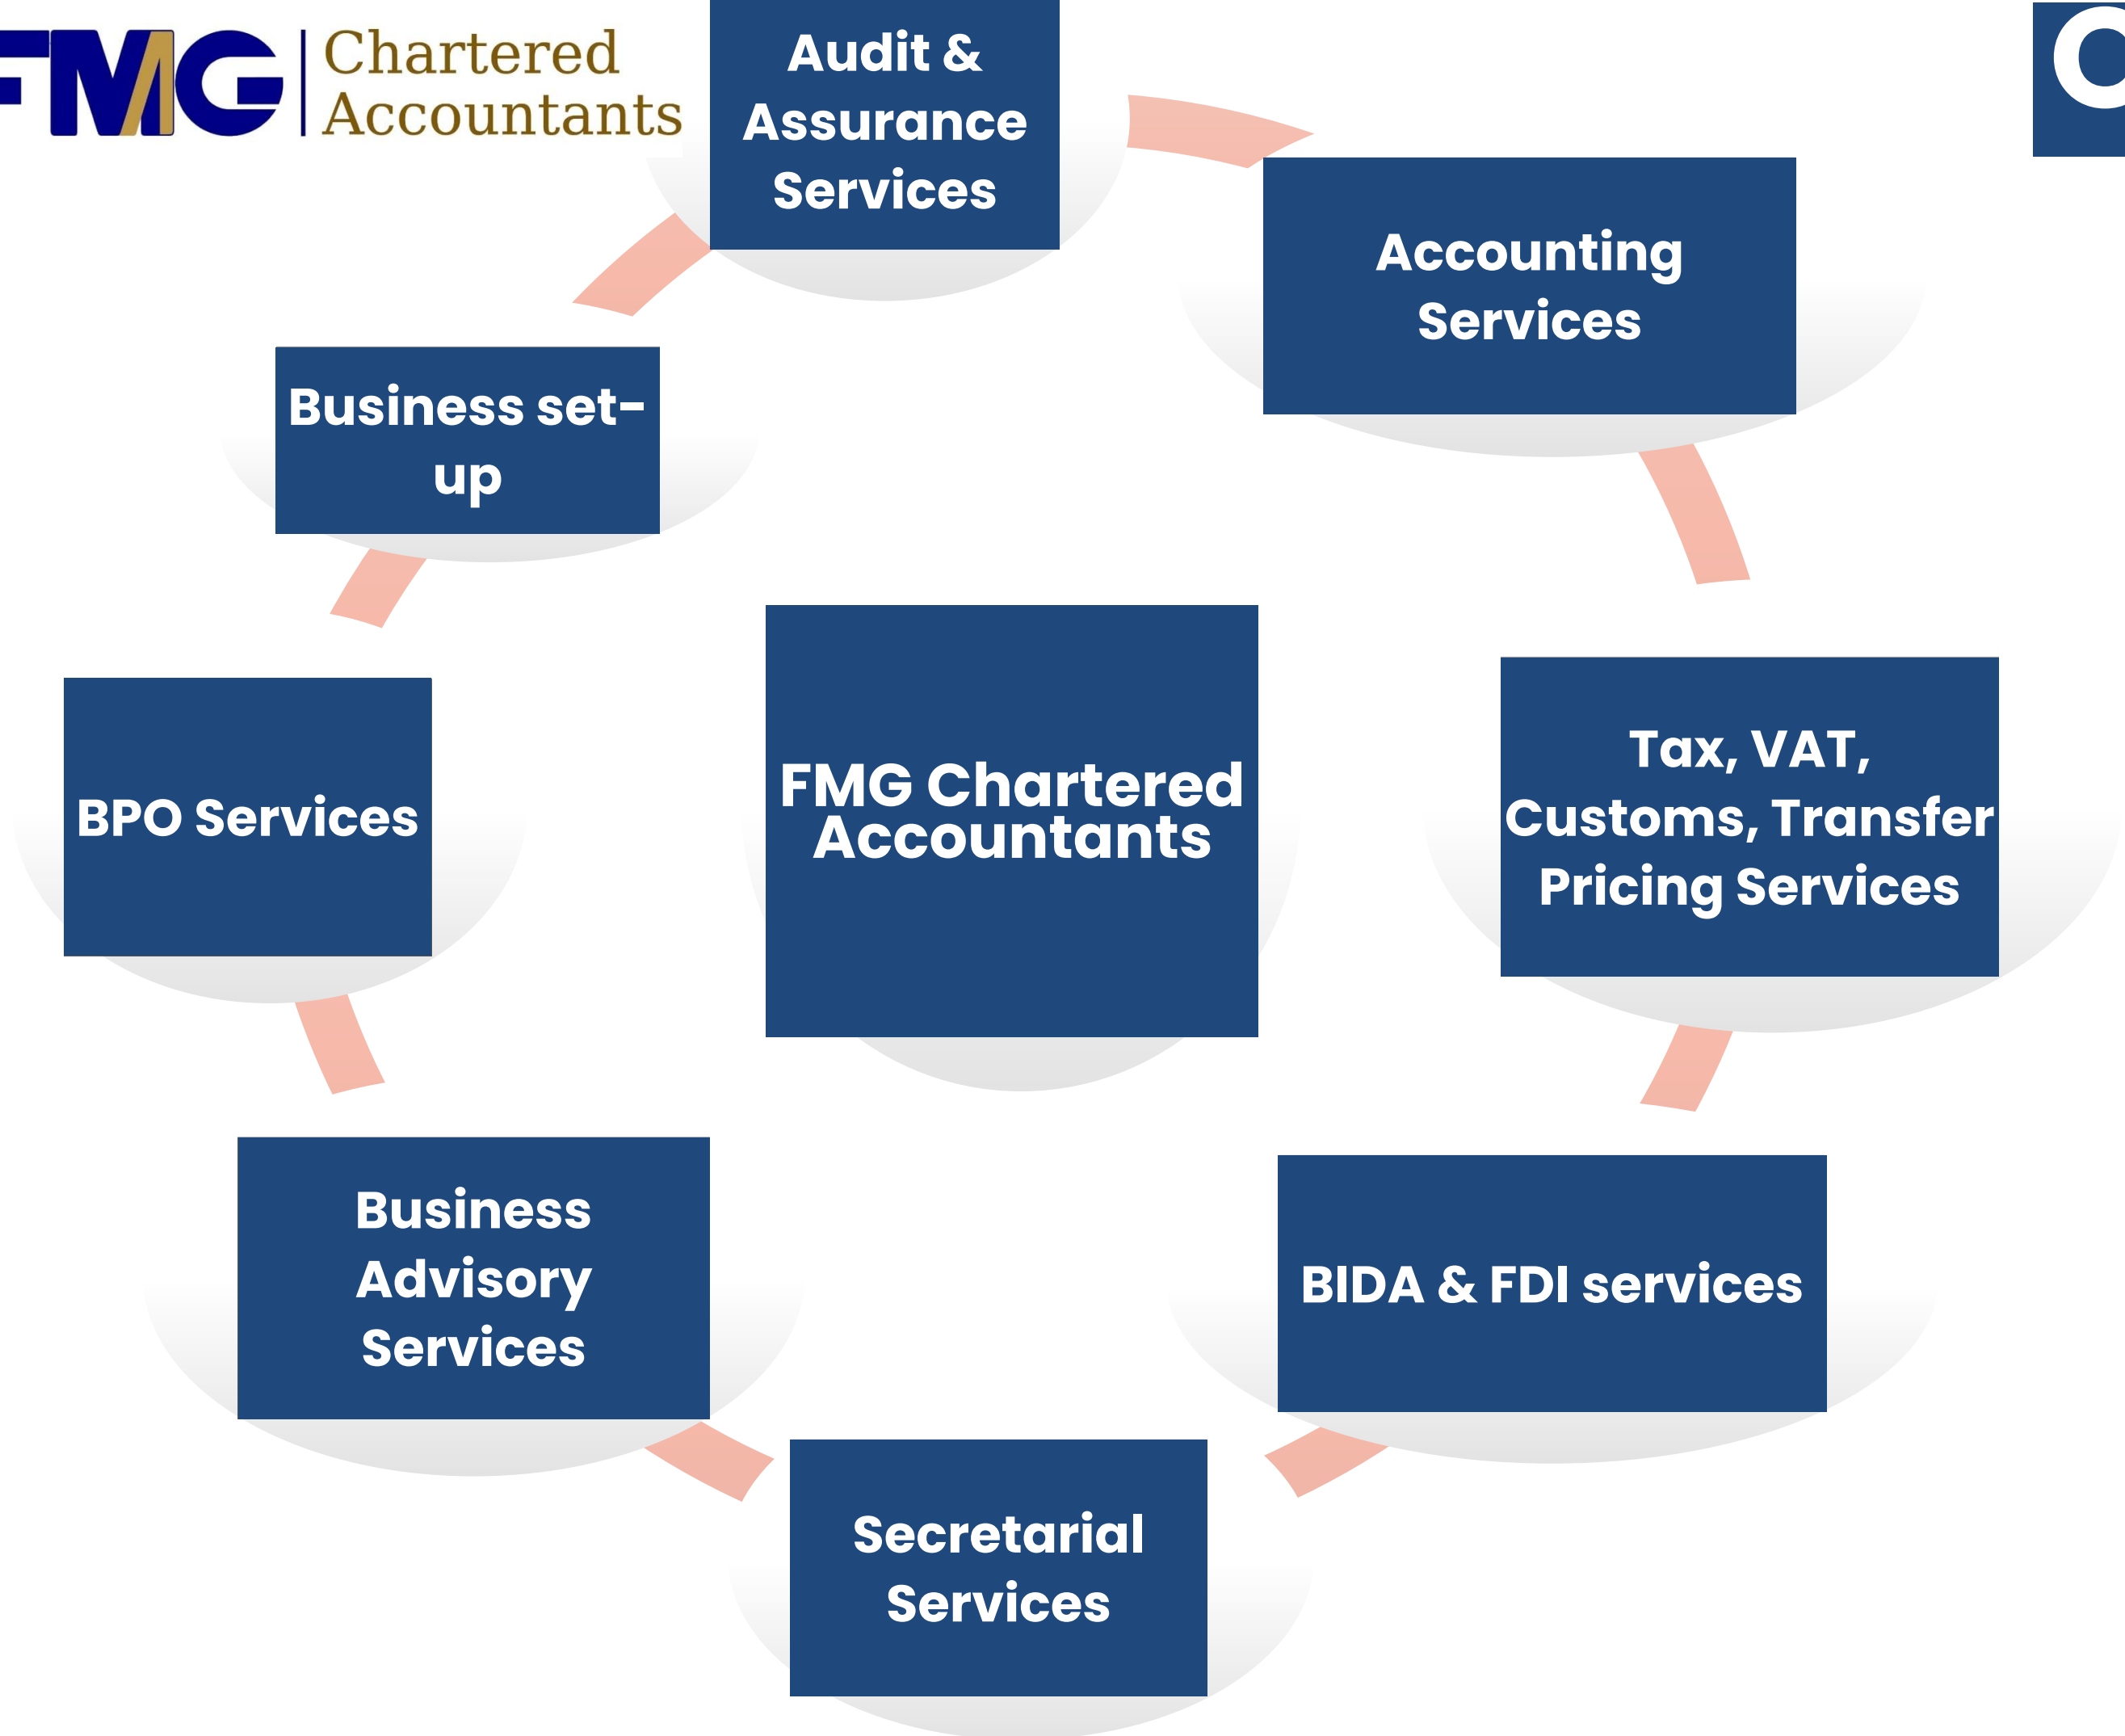 FMG
Chartered
Accountants
Audit &
Assurance
Services
Accounting
Services
Business set-
up
FMG Chartered
Accountants
Tax, VAT,
Customs, Transfer
Pricing Services
BPO Services
Business
Advisory
Services
BIDA & FDI services
Secretarial
Services